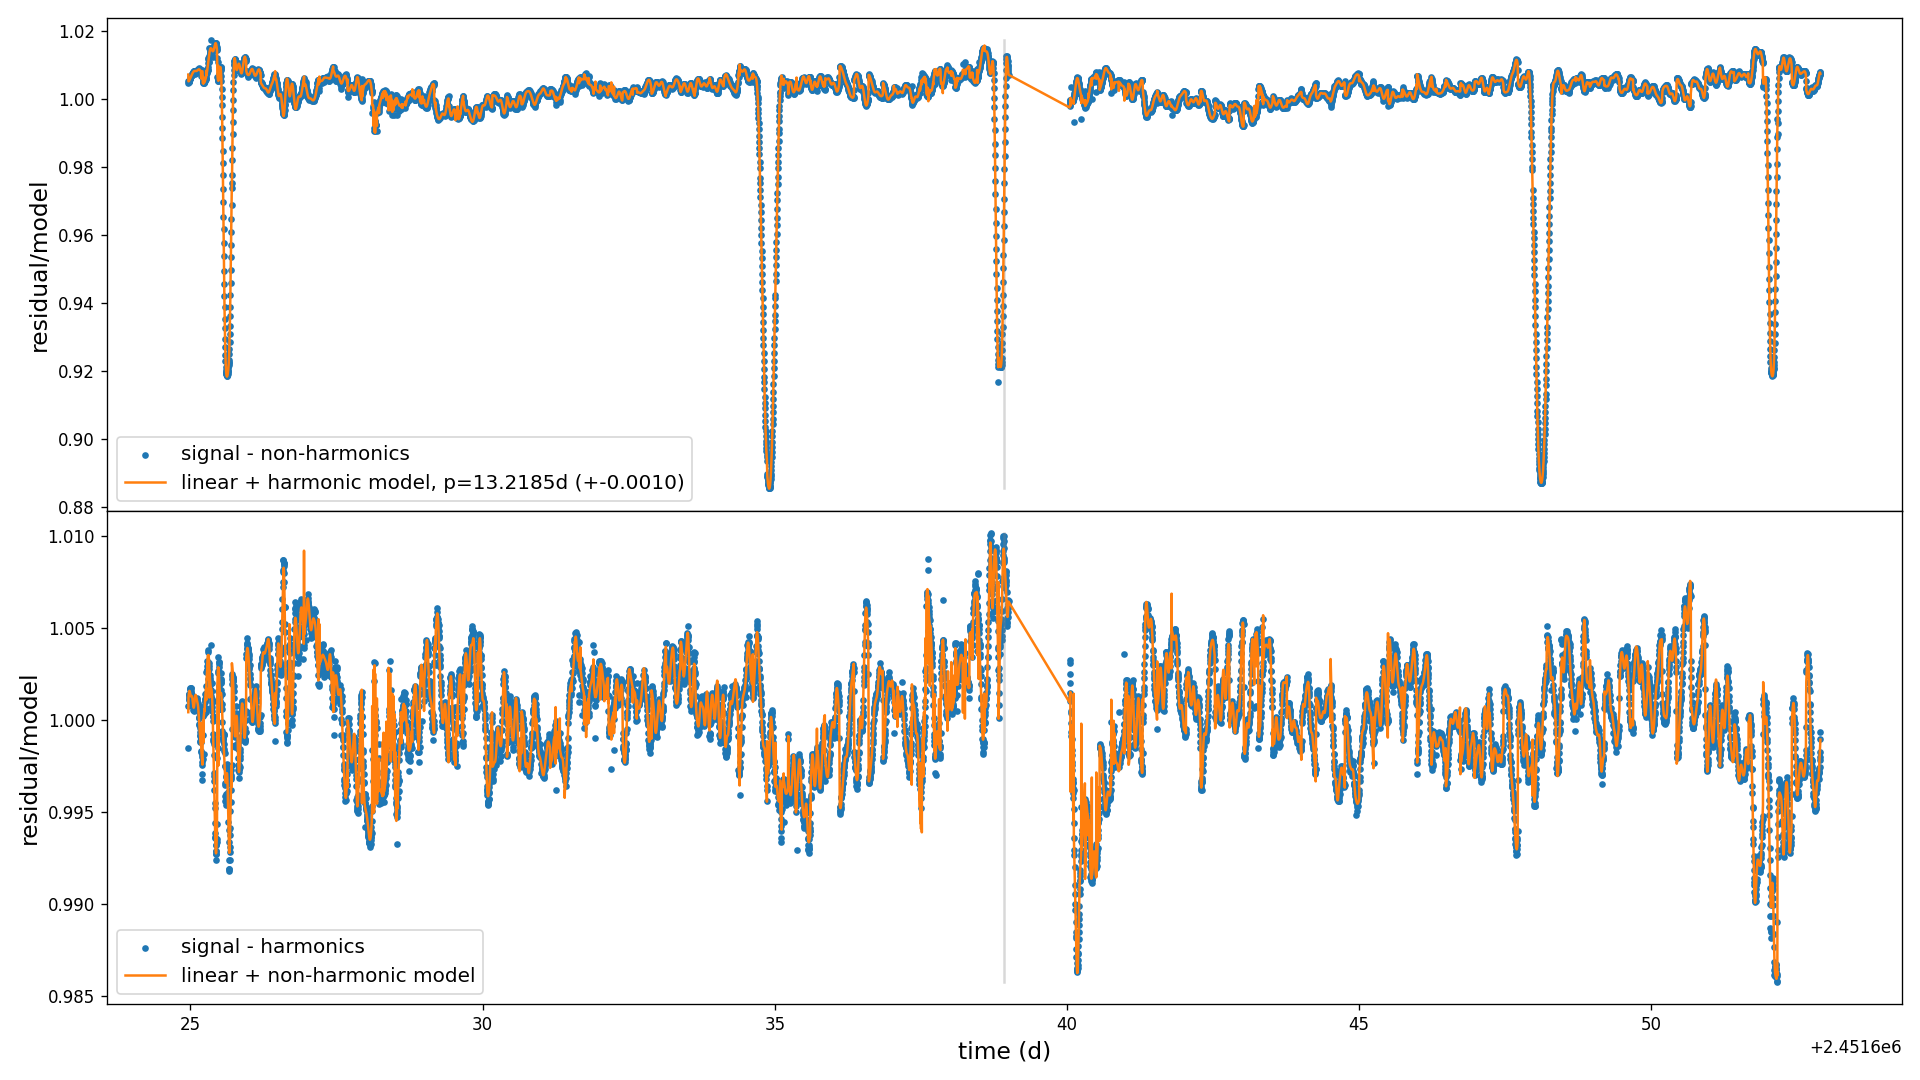 1.02
1.00
0.98
0.96
0.94
0.92
0.90
0.88
residual/model
signal - non-harmonics
linear + harmonic model, p=13.2185d (+-0.0010)
1.010
1.005
1.000
0.995
0.990
0.985
residual/model
signal - harmonics
linear + non-harmonic model
25 30 35 40 45 50
time (d)
+2.4516e6